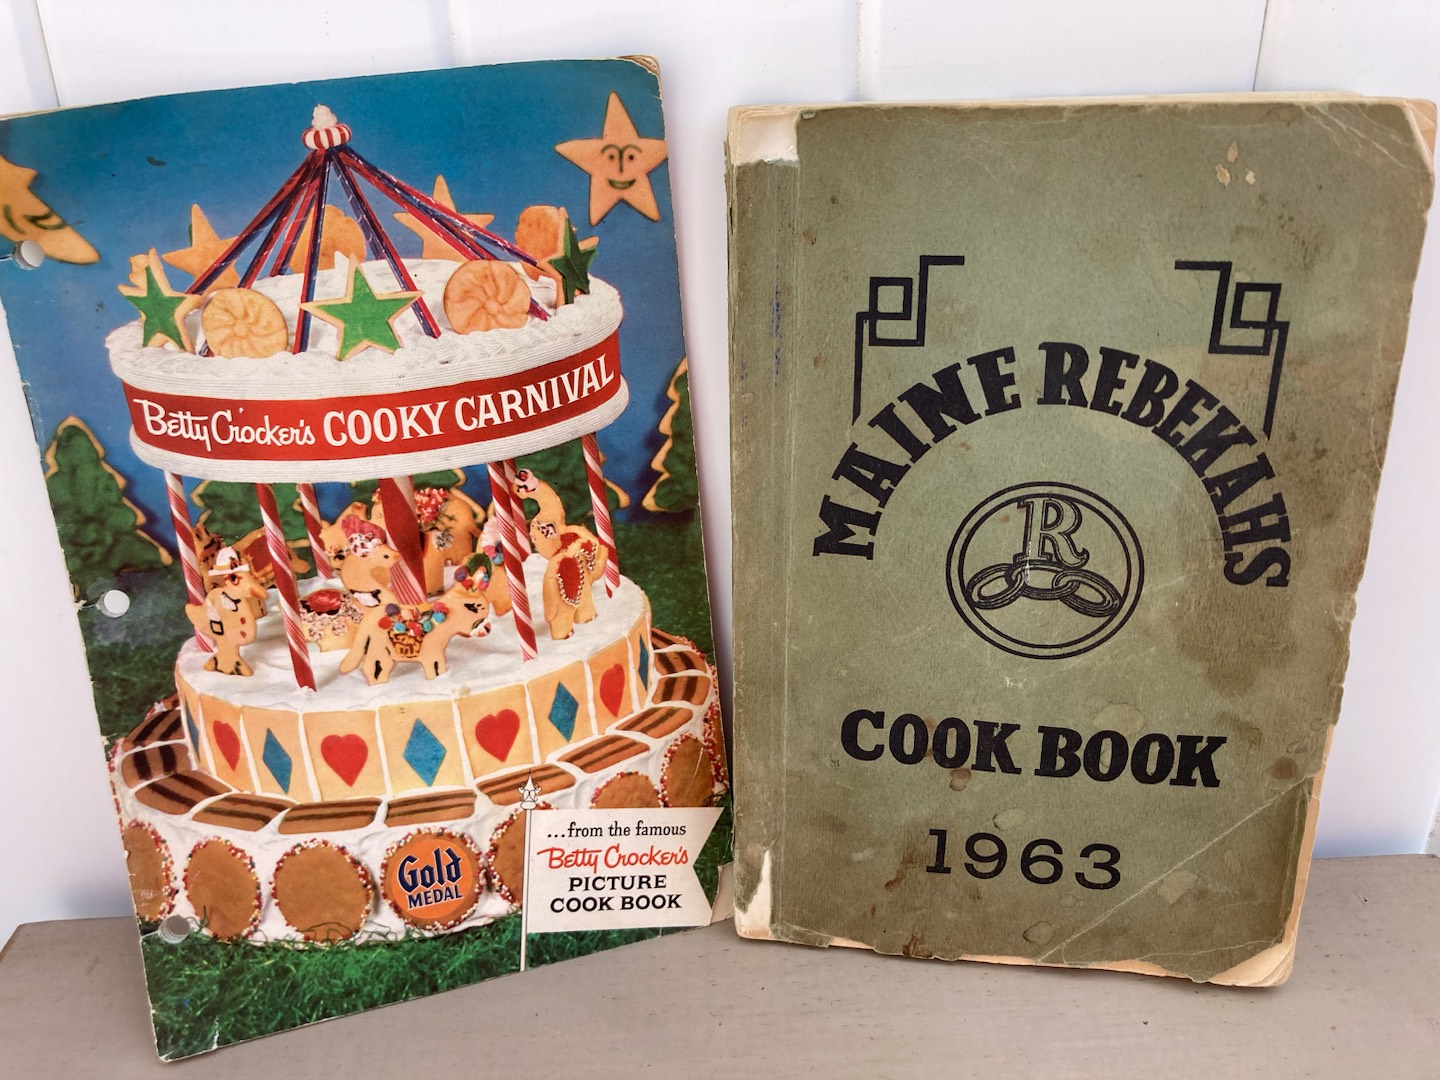 Betty Crocker's COOKY CARNIVAL
Gold
MEDAL
...from the famous
Betty Crocker's
PICTURE
COOK BOOK
MAINE REBEKAHS
R
COOK BOOK
1963